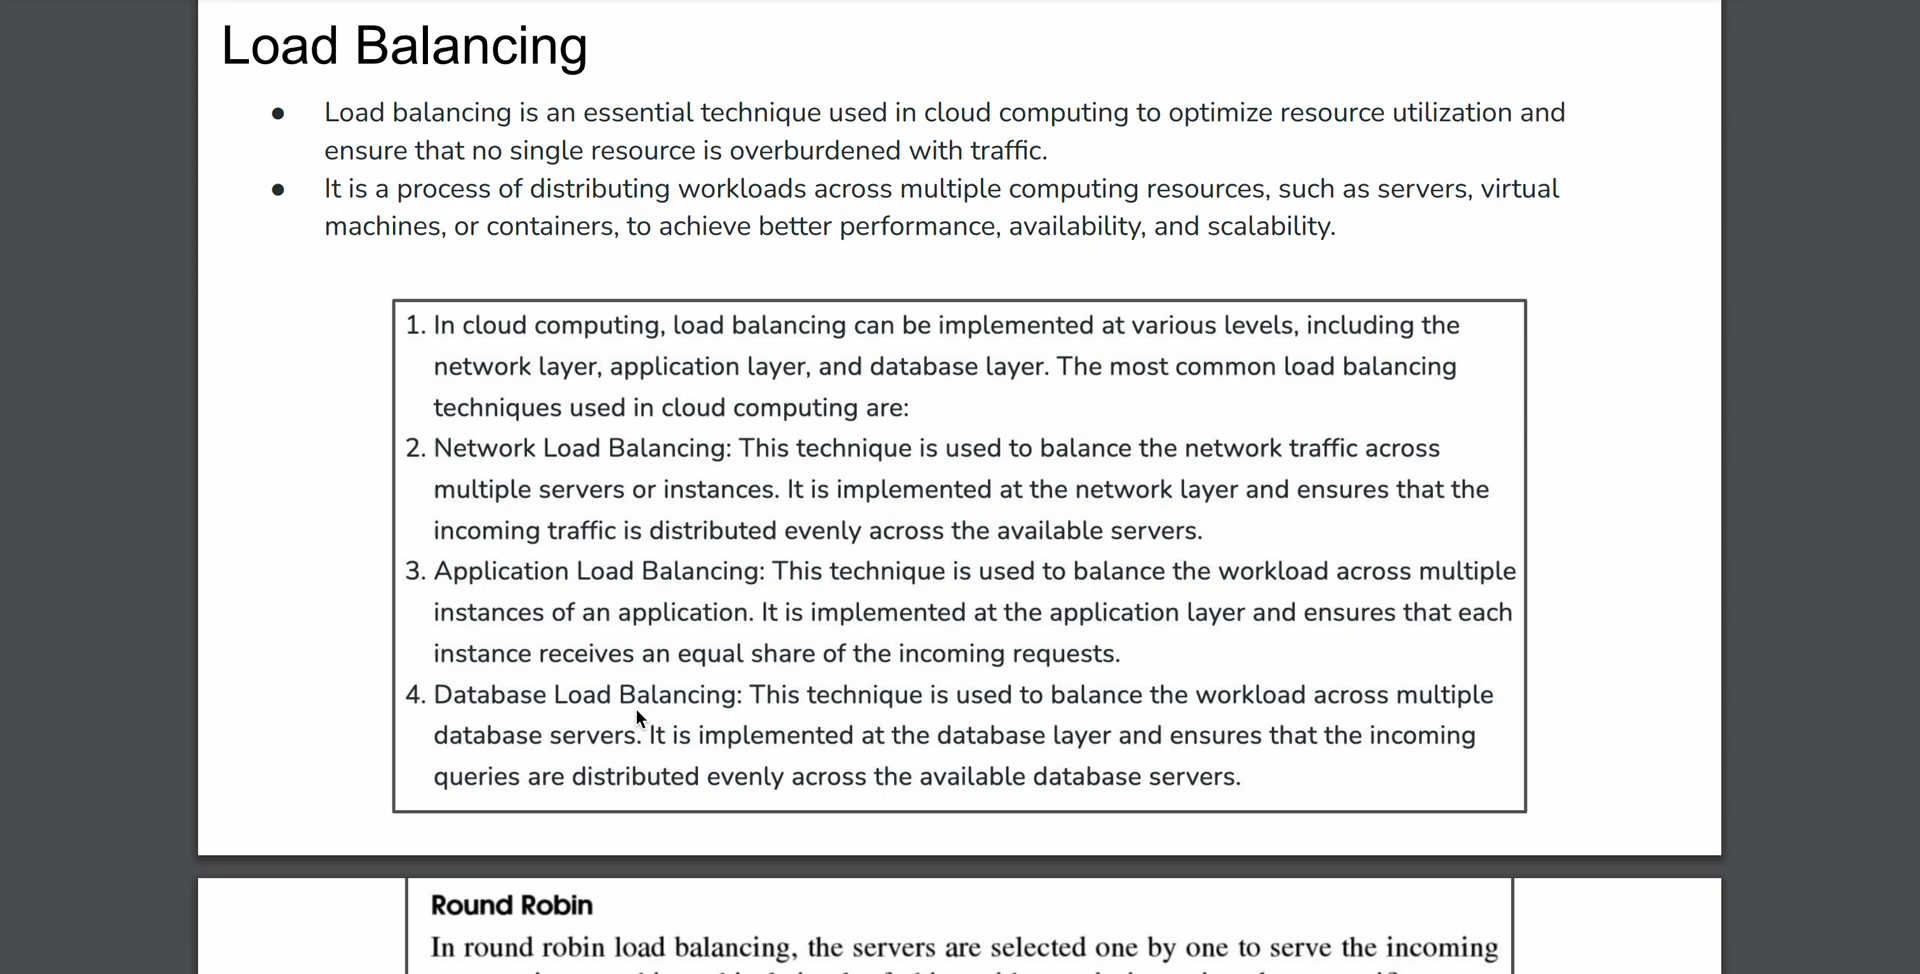 Load Balancing
● Load balancing is an essential technique used in cloud computing to optimize resource utilization and
ensure that no single resource is overburdened with traffic.
● It is a process of distributing workloads across multiple computing resources, such as servers, virtual
machines, or containers, to achieve better performance, availability, and scalability.
1. In cloud computing, load balancing can be implemented at various levels, including the
network layer, application layer, and database layer. The most common load balancing
techniques used in cloud computing are:
2. Network Load Balancing: This technique is used to balance the network traffic across
multiple servers or instances. It is implemented at the network layer and ensures that the
incoming traffic is distributed evenly across the available servers.
3. Application Load Balancing: This technique is used to balance the workload across multiple
instances of an application. It is implemented at the application layer and ensures that each
instance receives an equal share of the incoming requests.
4. Database Load Balancing: This technique is used to balance the workload across multiple
database servers. It is implemented at the database layer and ensures that the incoming
queries are distributed evenly across the available database servers.
Round Robin
In round robin load balancing, the servers are selected one by one to serve the incoming